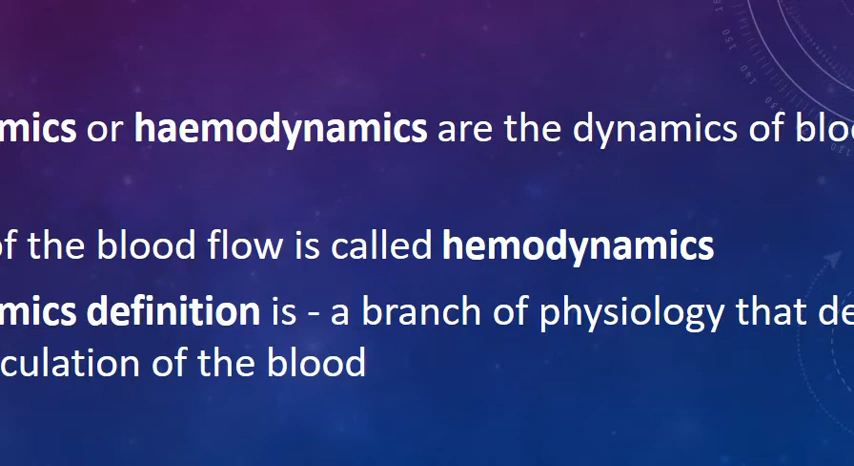 mics or haemodynamics are the dynamics of bloo
of the blood flow is called hemodynamics
mics definition is - a branch of physiology that de
culation of the blood